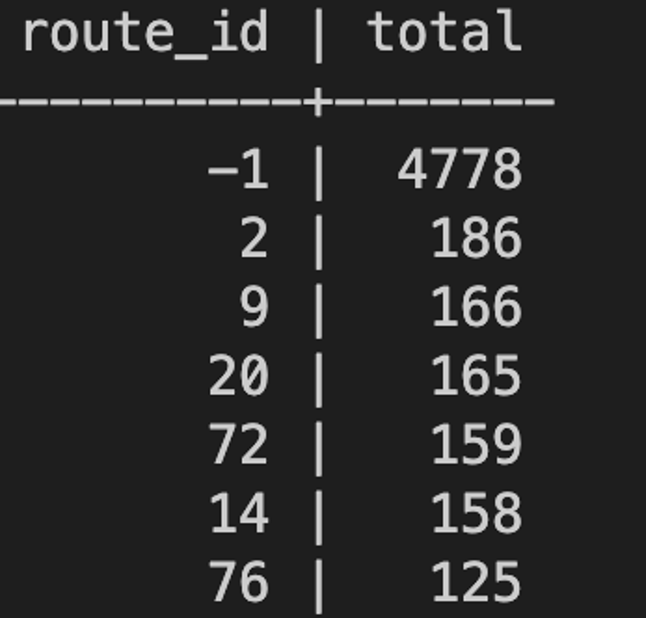 route_id | total
----------+-------
-1 | 4778
2 | 186
9 | 166
20 | 165
72 | 159
14 | 158
76 | 125